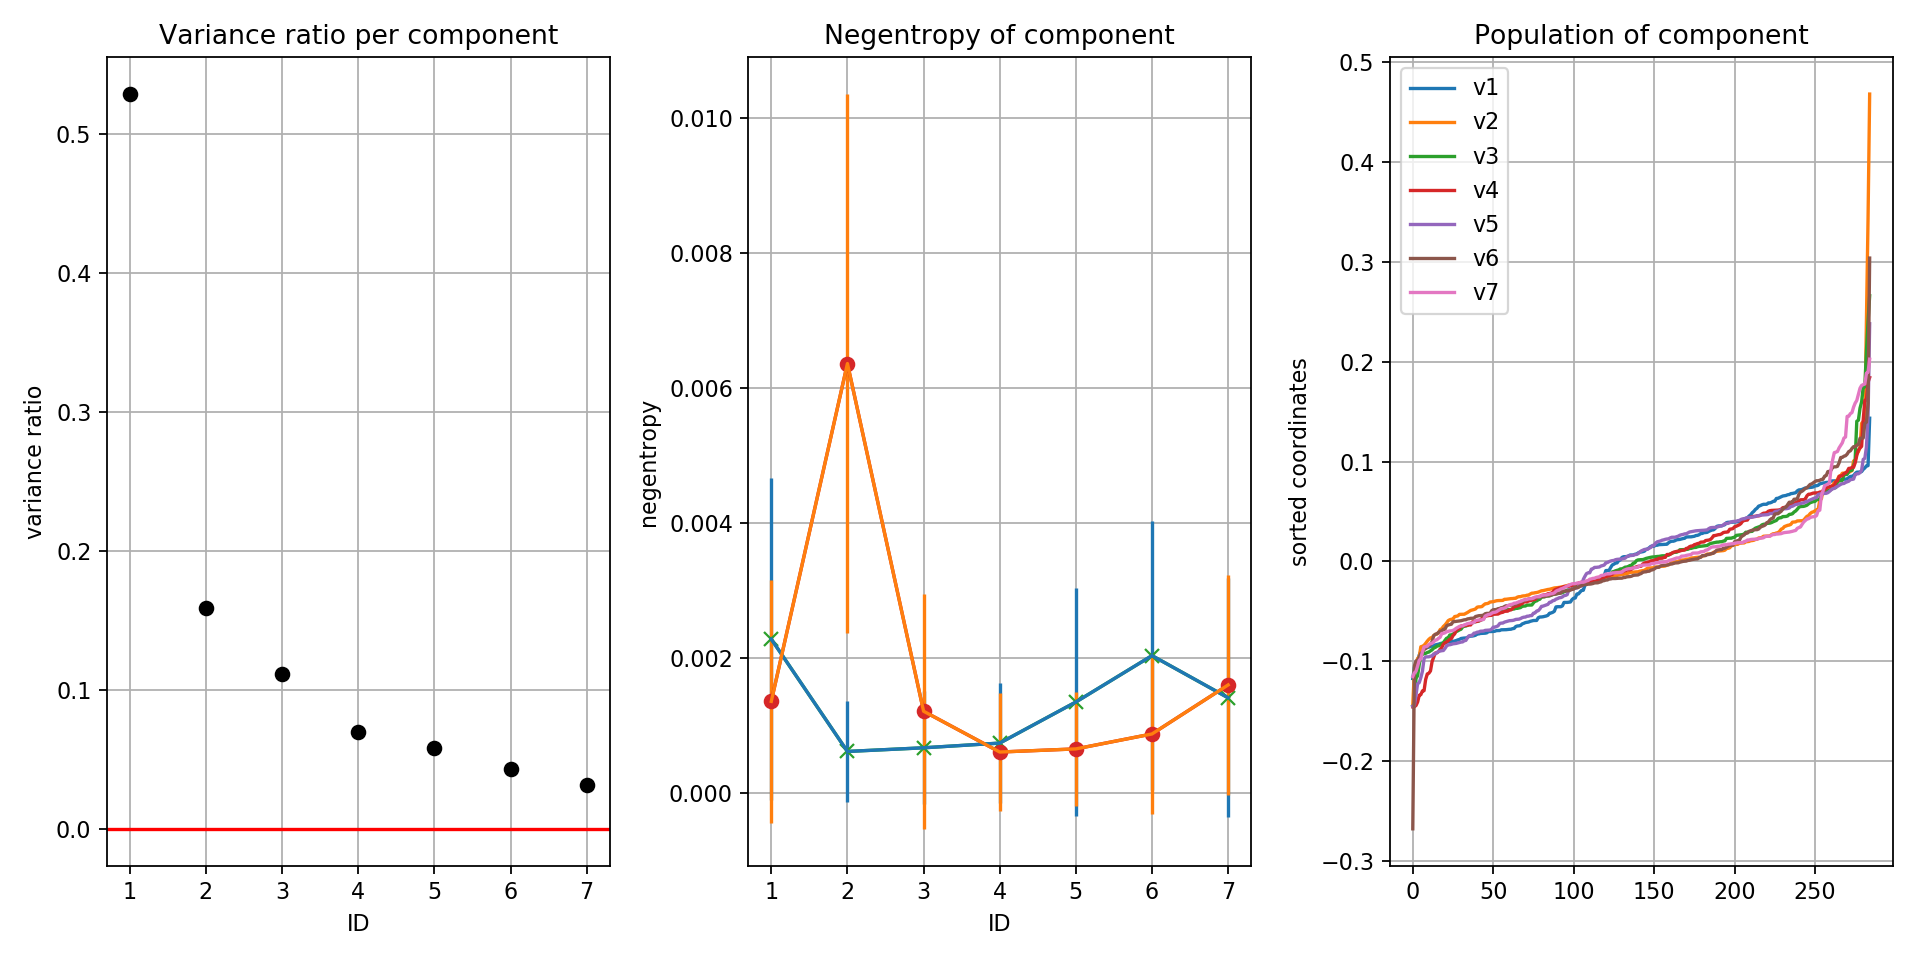 Variance ratio per component
variance ratio
0.5
0.4
0.3
0.2
0.1
0.0
1 2 3 4 5 6 7
ID
Negentropy of component
negentropy
0.010
0.008
0.006
0.004
0.002
0.000
1 2 3 4 5 6 7
ID
Population of component
sorted coordinates
0.5
0.4
0.3
0.2
0.1
0.0
−0.1
−0.2
−0.3
0 50 100 150 200 250
v1
v2
v3
v4
v5
v6
v7